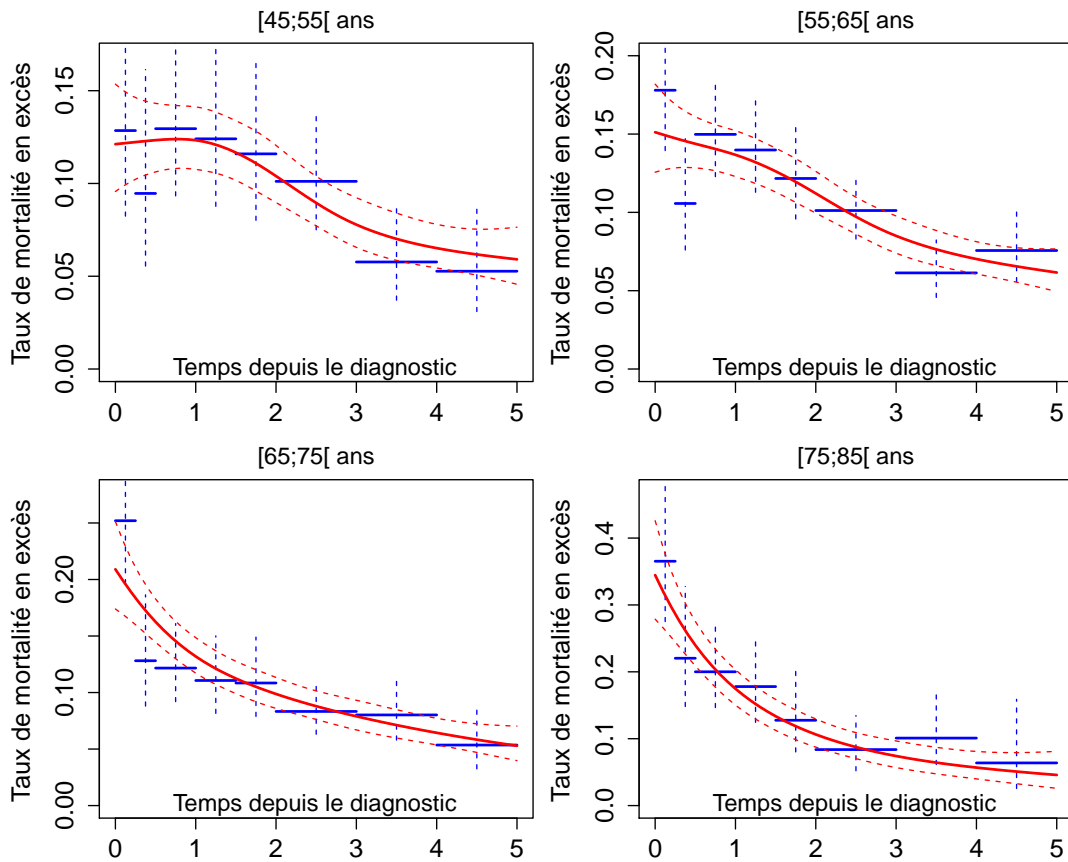 [45;55[ ans
Taux de mortalité en excès
0.00 0.05 0.10 0.15
Temps depuis le diagnostic
0 1 2 3 4 5
[55;65[ ans
Taux de mortalité en excès
0.00 0.05 0.10 0.15 0.20
Temps depuis le diagnostic
0 1 2 3 4 5
[65;75[ ans
Taux de mortalité en excès
0.00 0.10 0.20
Temps depuis le diagnostic
0 1 2 3 4 5
[75;85[ ans
Taux de mortalité en excès
0.0 0.1 0.2 0.3 0.4
Temps depuis le diagnostic
0 1 2 3 4 5